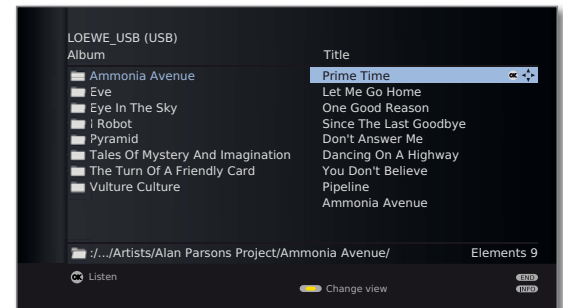 LOEWE_USB (USB)
Album Title
Ammonia Avenue Prime Time OK
Eve Let Me Go Home
Eye In The Sky One Good Reason
I Robot Since The Last Goodbye
Pyramid Don't Answer Me
Tales Of Mystery And Imagination Dancing On A Highway
The Turn Of A Friendly Card You Don't Believe
Vulture Culture Pipeline
Ammonia Avenue
:/.../Artists/Alan Parsons Project/Ammonia Avenue/ Elements 9
OK Listen END
Change view INFO